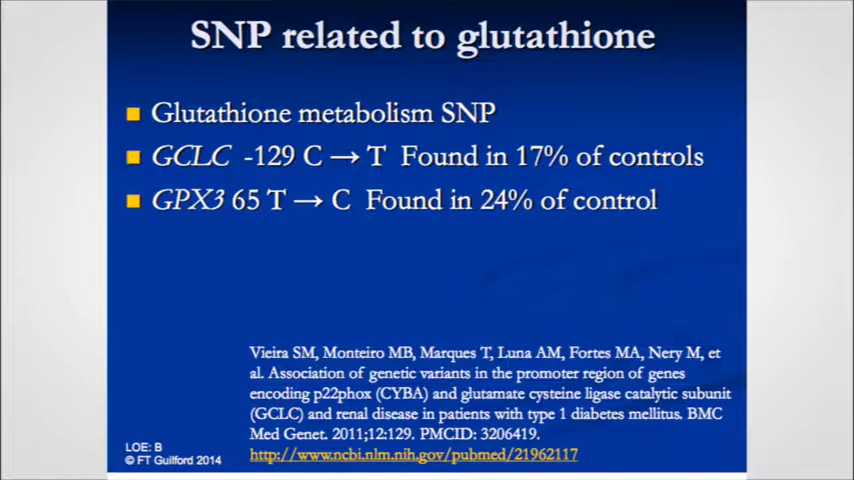 SNP related to glutathione
Glutathione metabolism SNP
GCLC -129 C → T Found in 17% of controls
GPX3 65 T → C Found in 24% of control
Vieira SM, Monteiro MB, Marques T, Luna AM, Fortes MA, Nery M, et
al. Association of genetic variants in the promoter region of genes
encoding p22phox (CYBA) and glutamate cysteine ligase catalytic subunit
(GCLC) and renal disease in patients with type 1 diabetes mellitus. BMC
Med Genet. 2011;12:129. PMCID: 3206419.
http://www.ncbi.nlm.nih.gov/pubmed/21962117
LOE: B
© FT Guilford 2014